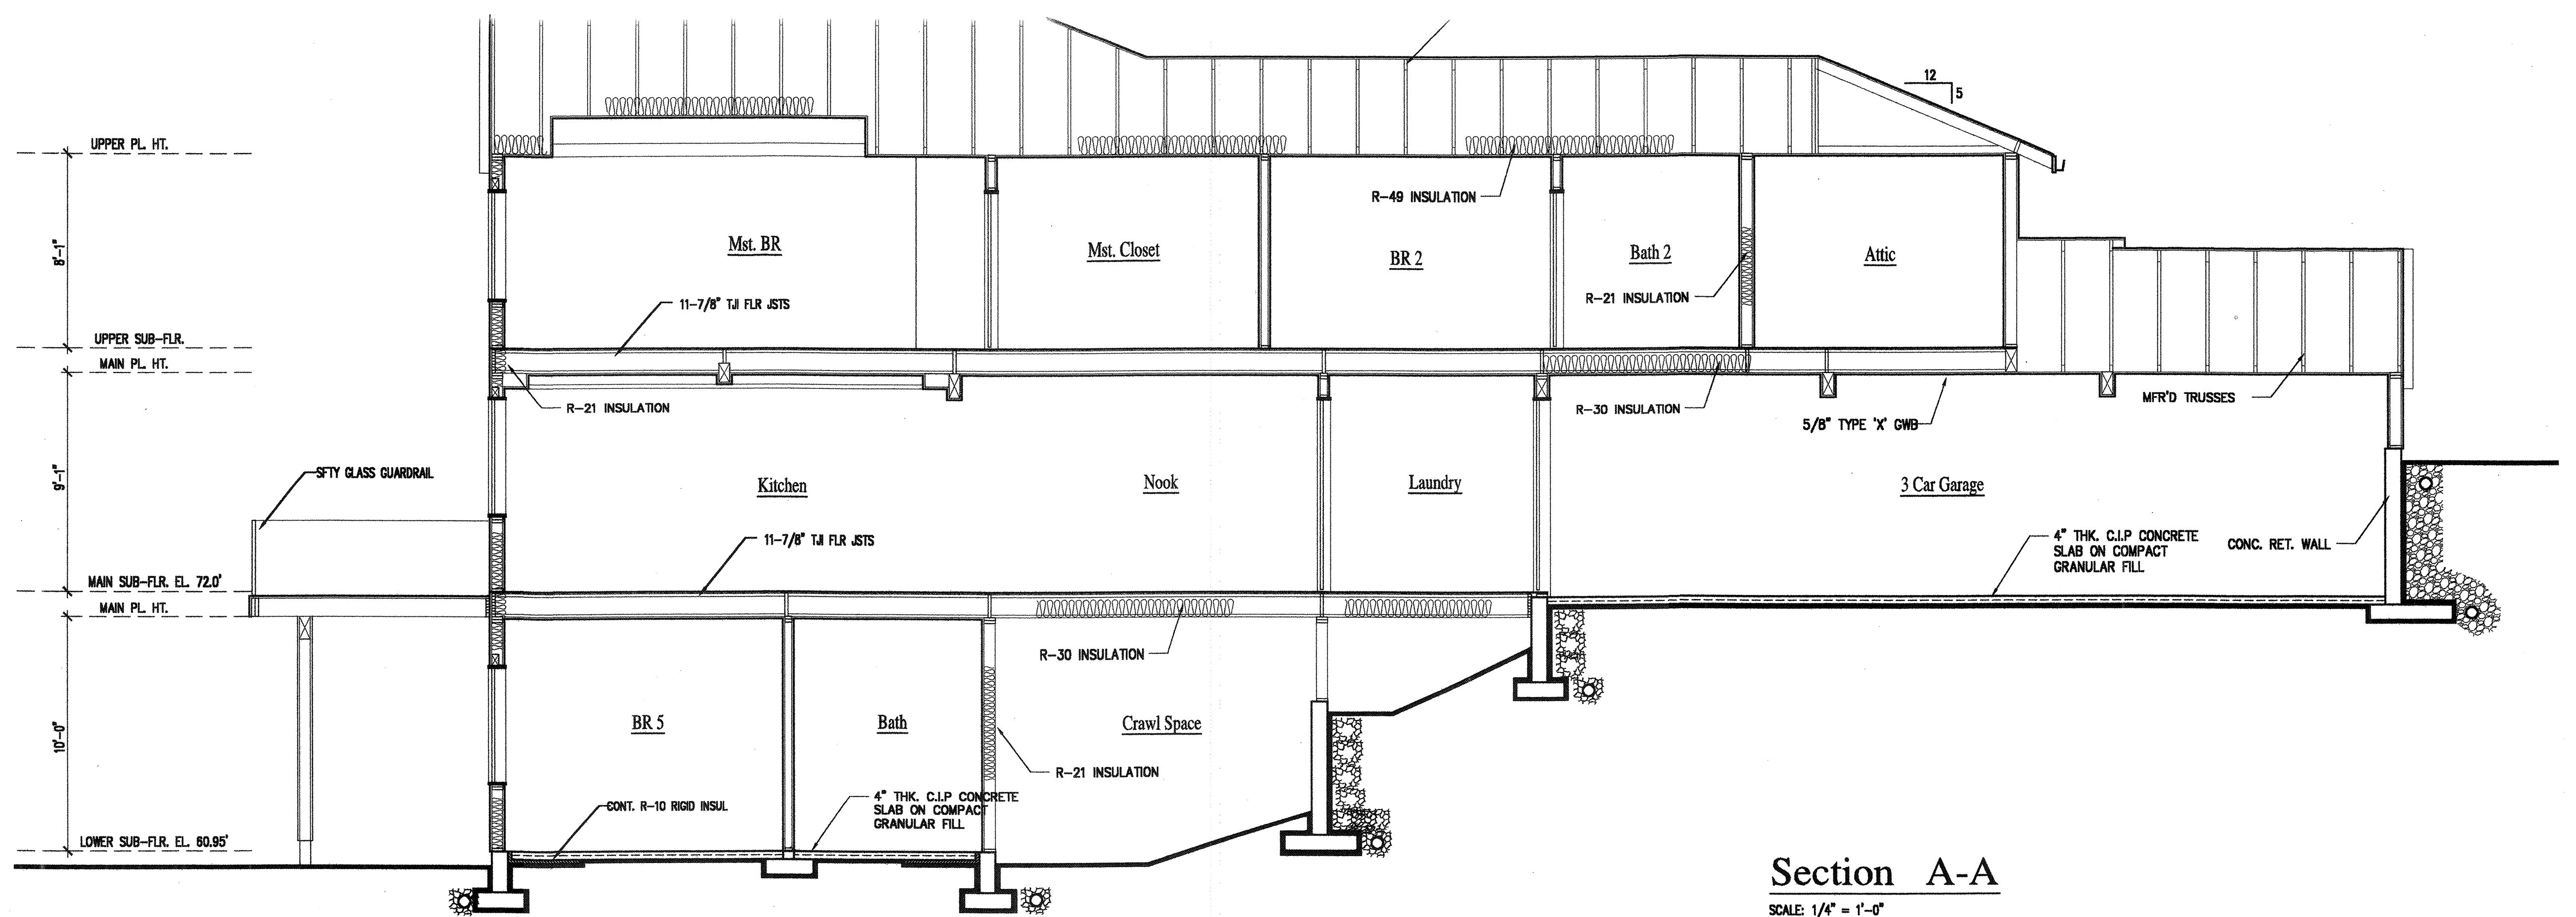 12
5
UPPER PL. HT.
R-49 INSULATION
8'-1"
Mst. BR
Mst. Closet
BR 2
Bath 2
Attic
11-7/8" TJI FLR JSTS
R-21 INSULATION
UPPER SUB-FLR.
MAIN PL. HT.
R-21 INSULATION
R-30 INSULATION
5/8" TYPE 'X' GWB
MFR'D TRUSSES
9'-1"
SFTY GLASS GUARDRAIL
Kitchen
Nook
Laundry
3 Car Garage
11-7/8" TJI FLR JSTS
4" THK. C.I.P CONCRETE
SLAB ON COMPACT
GRANULAR FILL
CONC. RET. WALL
MAIN SUB-FLR. EL. 72.0'
MAIN PL. HT.
R-30 INSULATION
10'-0"
BR 5
Bath
Crawl Space
R-21 INSULATION
CONT. R-10 RIGID INSUL
4" THK. C.I.P CONCRETE
SLAB ON COMPACT
GRANULAR FILL
LOWER SUB-FLR. EL. 60.95'
Section A-A
SCALE: 1/4" = 1'-0"